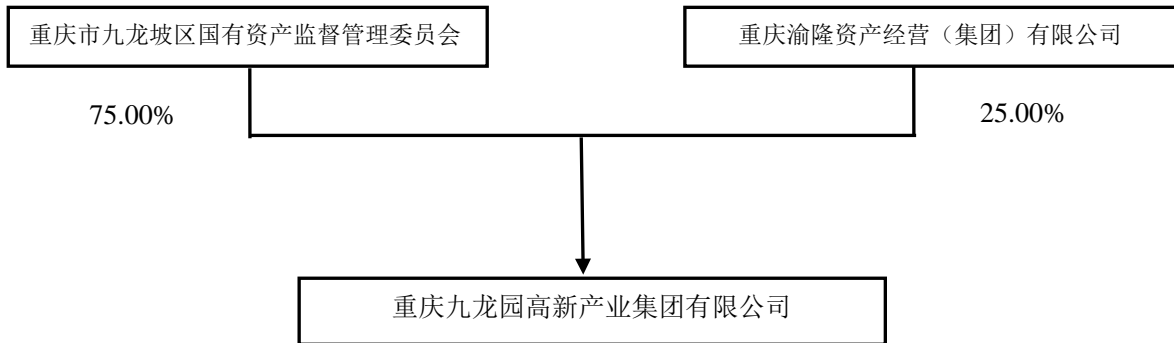 重庆市九龙坡区国有资产监督管理委员会
重庆渝隆资产经营（集团）有限公司
75.00%
25.00%
重庆九龙园高新产业集团有限公司